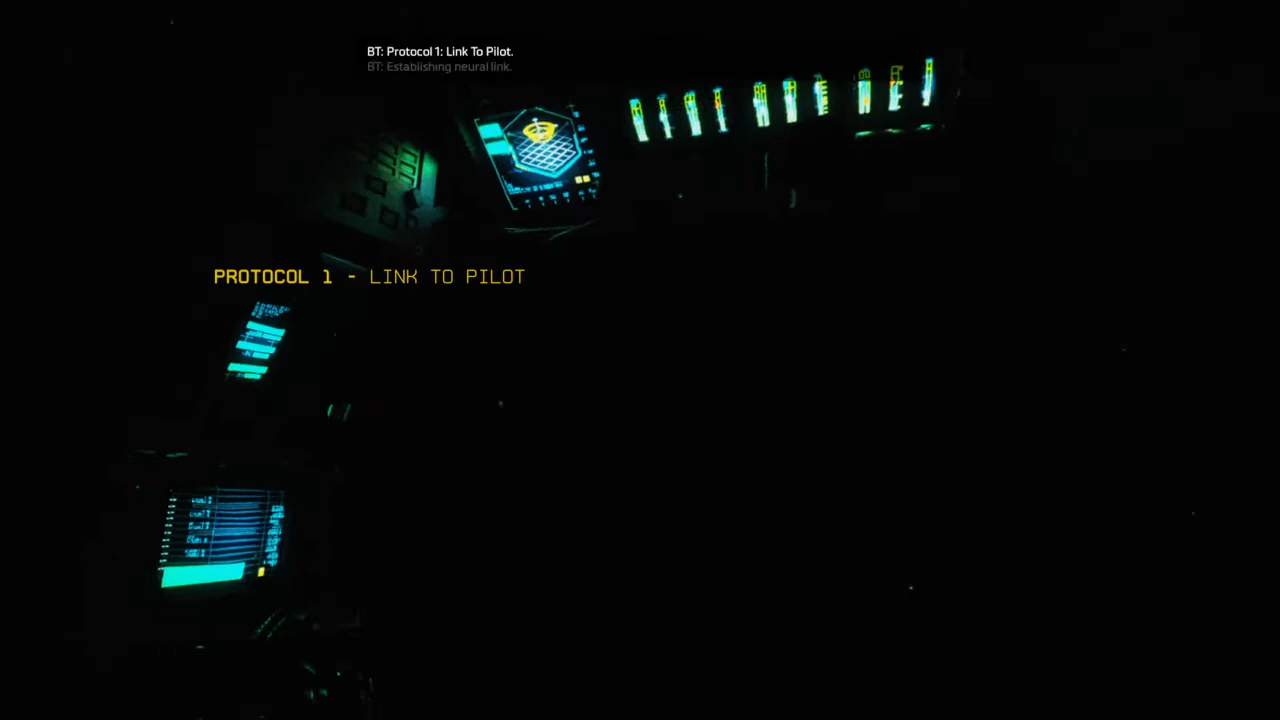 BT: Protocol 1: Link To Pilot.
BT: Establishing neural link.
PROTOCOL 1 - LINK TO PILOT